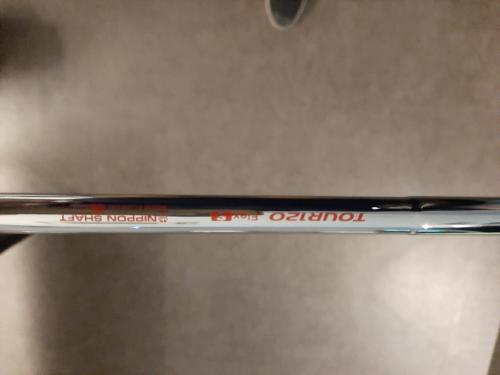 TOUR120
Flex S
NIPPON SHAFT